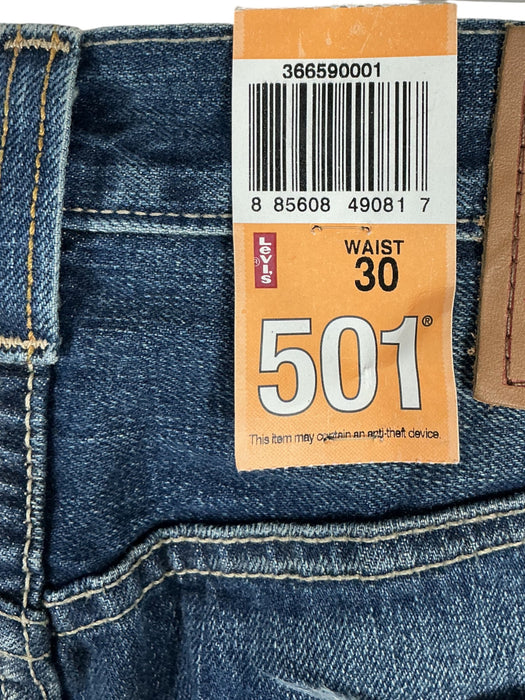 366590001
8 85608 49081 7
Levi's
®
WAIST
30
501®
This item may contain an anti-theft device.